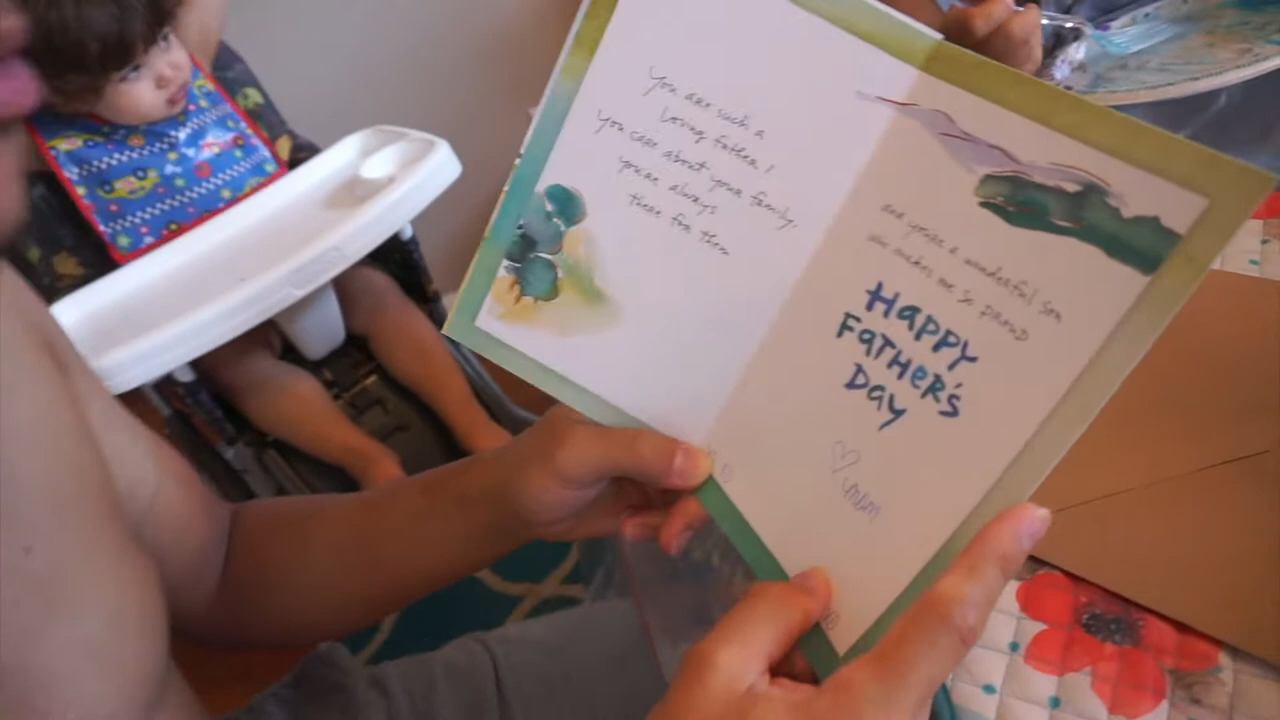 You are such a
loving father,
You care about your family,
you're always
there for them
and you're a wonderful son
who makes me so proud
HAPPY
FATHER'S
DAY
♡
Mom